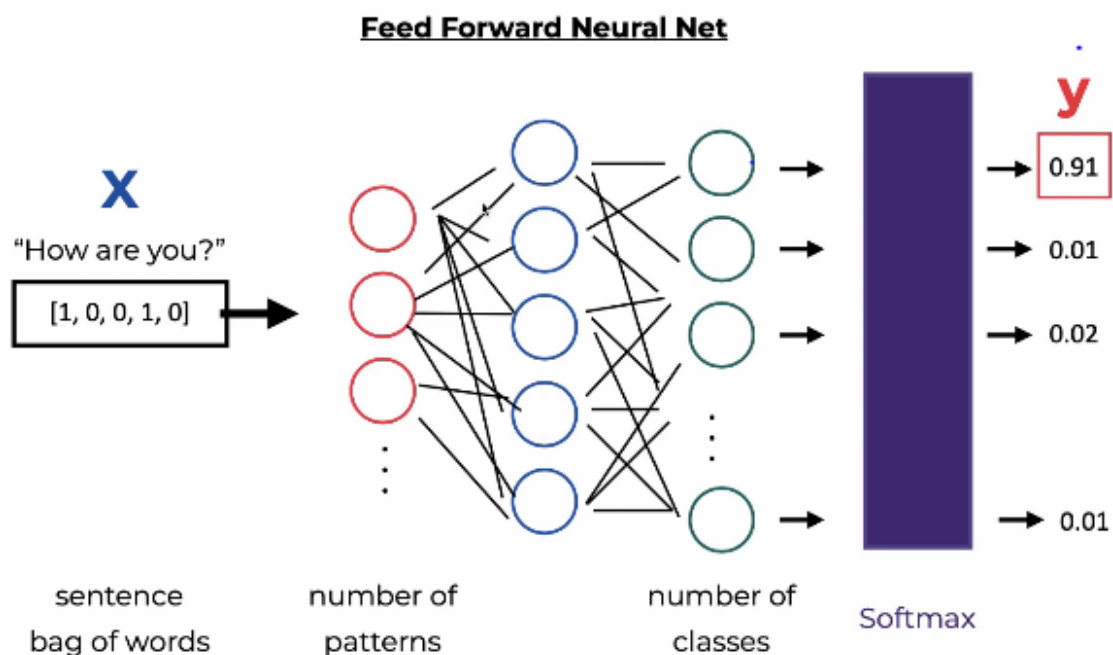 Feed Forward Neural Net
X
"How are you?"
[1, 0, 0, 1, 0]
y
0.91
0.01
0.02
0.01
sentence
bag of words
number of
patterns
number of
classes
Softmax